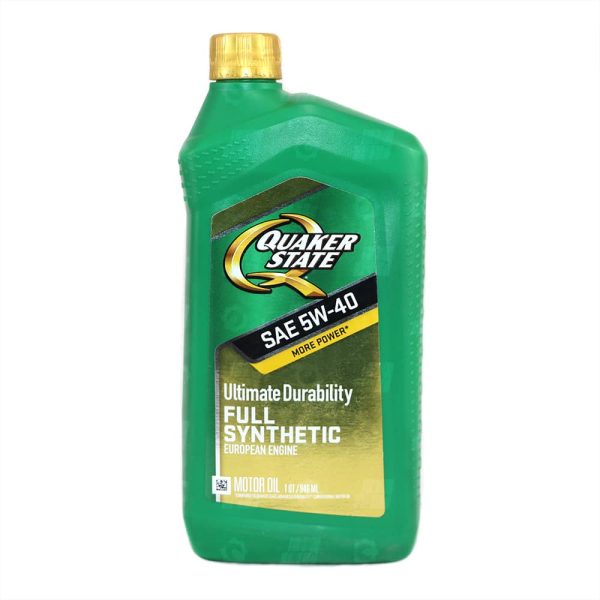 QUAKER
STATE
SAE 5W-40
MORE POWER*
Ultimate Durability
FULL
SYNTHETIC
EUROPEAN ENGINE
MOTOR OIL 1 QT / 946 ML